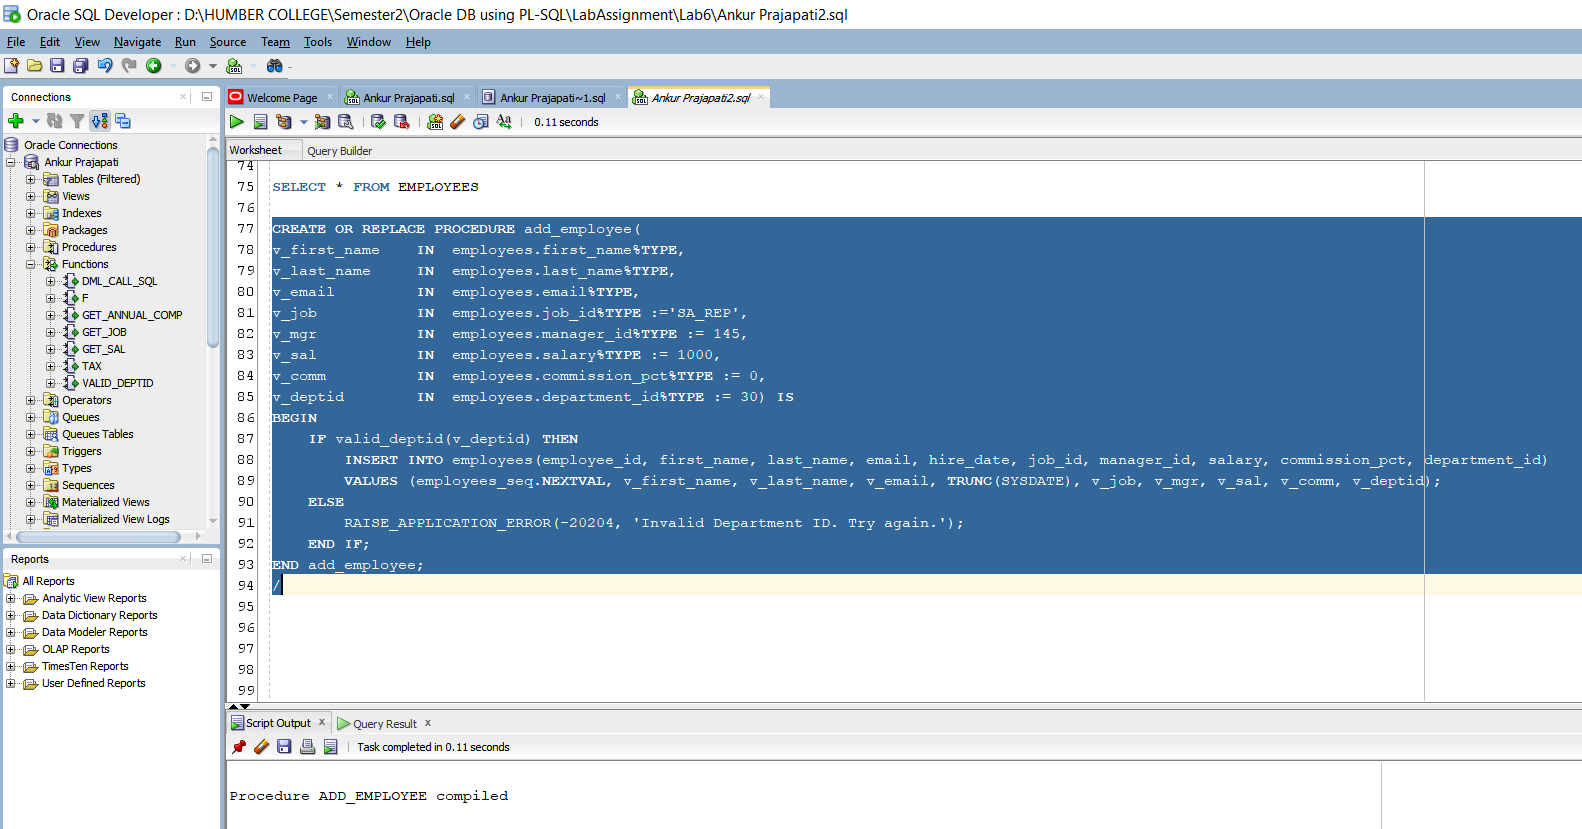 Oracle SQL Developer : D:\HUMBER COLLEGE\Semester2\Oracle DB using PL-SQL\LabAssignment\Lab6\Ankur Prajapati2.sql
File Edit View Navigate Run Source Team Tools Window Help
Connections
Oracle Connections
Ankur Prajapati
Tables (Filtered)
Views
Indexes
Packages
Procedures
Functions
DML_CALL_SQL
F
GET_ANNUAL_COMP
GET_JOB
GET_SAL
TAX
VALID_DEPTID
Operators
Queues
Queues Tables
Triggers
Types
Sequences
Materialized Views
Materialized View Logs
Reports
All Reports
Analytic View Reports
Data Dictionary Reports
Data Modeler Reports
OLAP Reports
TimesTen Reports
User Defined Reports
Welcome Page Ankur Prajapati.sql Ankur Prajapati~1.sql Ankur Prajapati2.sql
0.11 seconds
Worksheet Query Builder
74
75 SELECT * FROM EMPLOYEES
76
77 CREATE OR REPLACE PROCEDURE add_employee(
78 v_first_name IN employees.first_name%TYPE,
79 v_last_name IN employees.last_name%TYPE,
80 v_email IN employees.email%TYPE,
81 v_job IN employees.job_id%TYPE :='SA_REP',
82 v_mgr IN employees.manager_id%TYPE := 145,
83 v_sal IN employees.salary%TYPE := 1000,
84 v_comm IN employees.commission_pct%TYPE := 0,
85 v_deptid IN employees.department_id%TYPE := 30) IS
86 BEGIN
87 IF valid_deptid(v_deptid) THEN
88 INSERT INTO employees(employee_id, first_name, last_name, email, hire_date, job_id, manager_id, salary, commission_pct, department_id)
89 VALUES (employees_seq.NEXTVAL, v_first_name, v_last_name, v_email, TRUNC(SYSDATE), v_job, v_mgr, v_sal, v_comm, v_deptid);
90 ELSE
91 RAISE_APPLICATION_ERROR(-20204, 'Invalid Department ID. Try again.');
92 END IF;
93 END add_employee;
94 /
95
96
97
98
99
Script Output Query Result
Task completed in 0.11 seconds
Procedure ADD_EMPLOYEE compiled